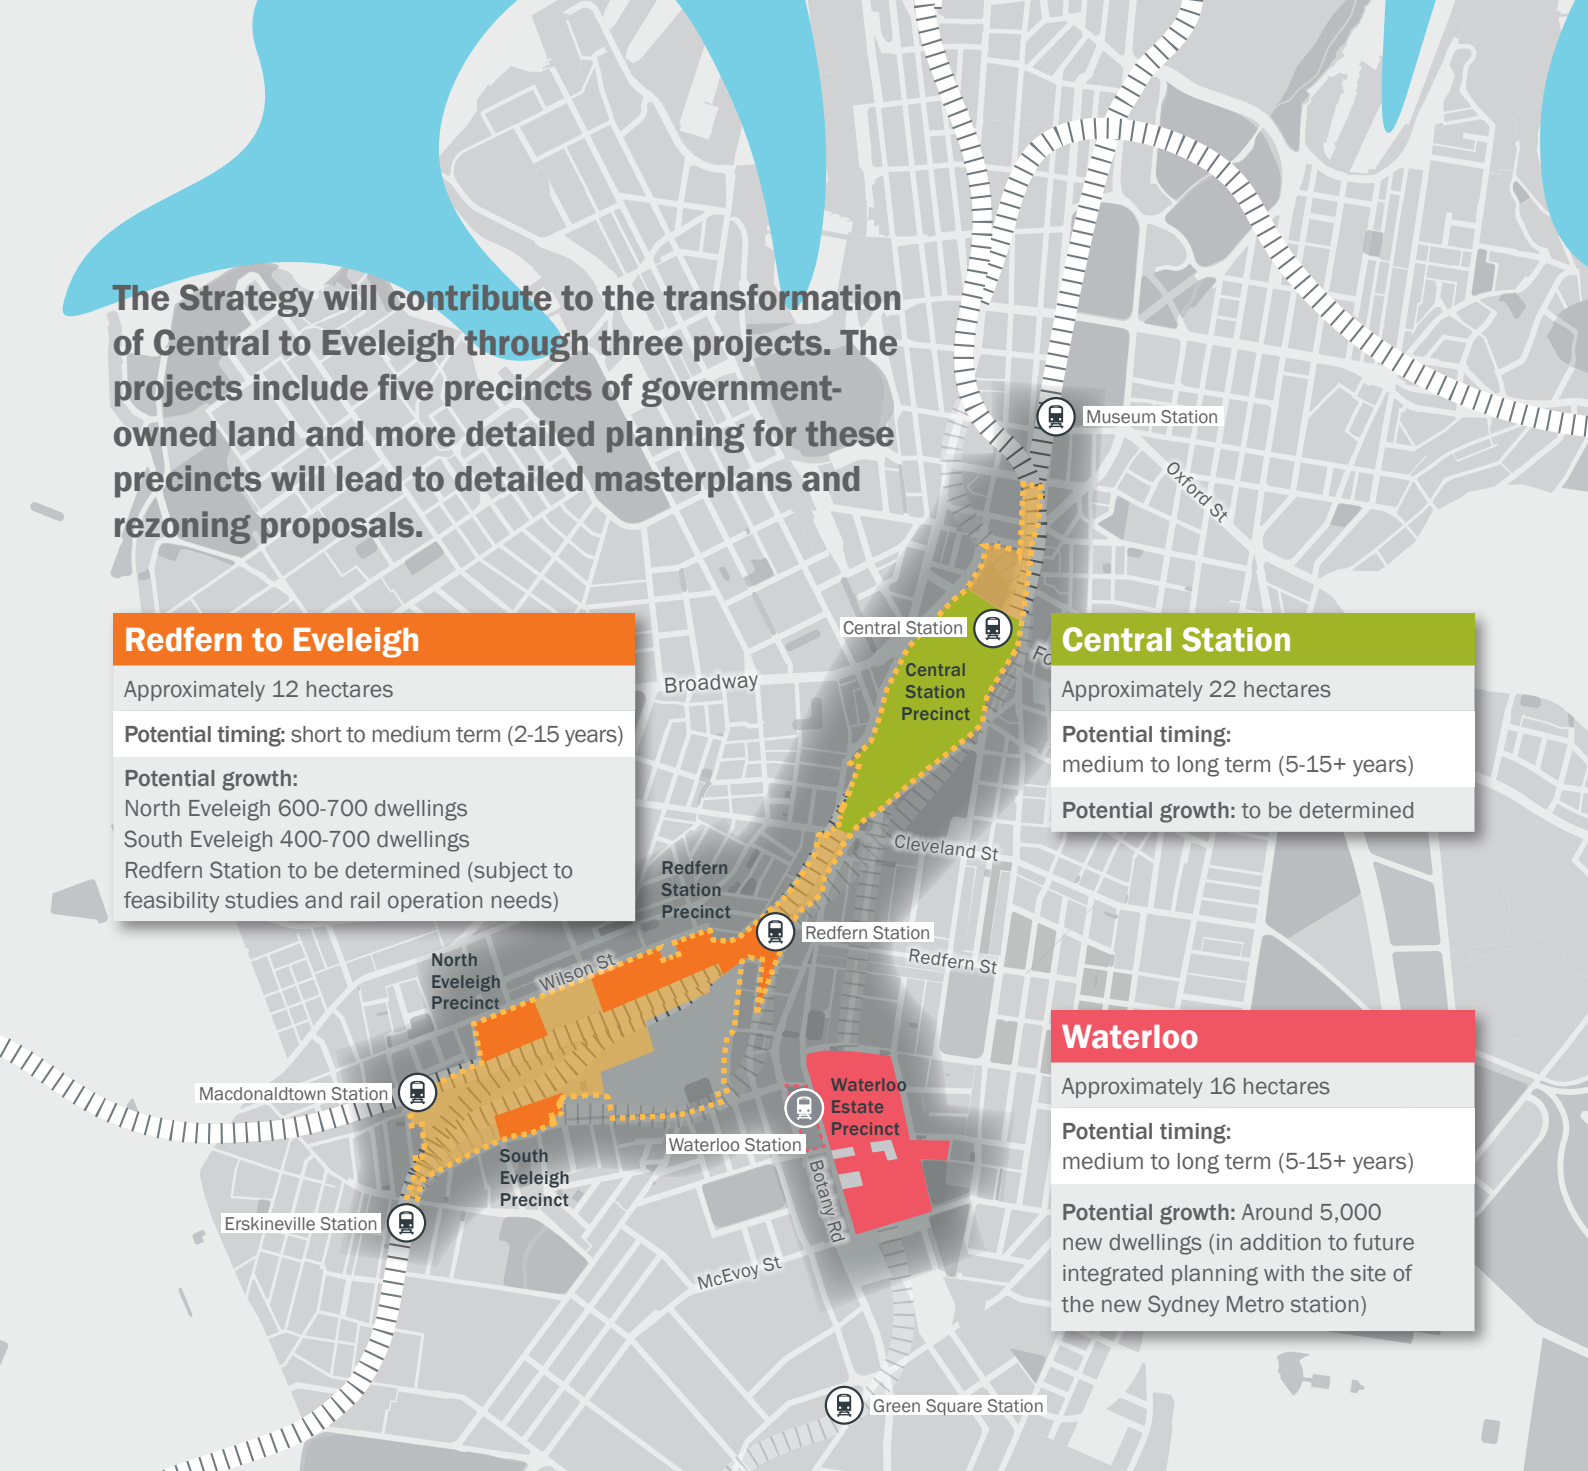 The Strategy will contribute to the transformation
of Central to Eveleigh through three projects. The
projects include five precincts of government-
owned land and more detailed planning for these
precincts will lead to detailed masterplans and
rezoning proposals.
Museum Station
Oxford St
Redfern to Eveleigh
Approximately 12 hectares
Potential timing: short to medium term (2-15 years)
Potential growth:
North Eveleigh 600-700 dwellings
South Eveleigh 400-700 dwellings
Redfern Station to be determined (subject to
feasibility studies and rail operation needs)
Central Station
Broadway
Central
Station
Precinct
Fo
Central Station
Approximately 22 hectares
Potential timing:
medium to long term (5-15+ years)
Potential growth: to be determined
Cleveland St
Redfern
Station
Precinct
Redfern Station
Redfern St
North
Eveleigh
Precinct
Wilson St
Macdonaldtown Station
Waterloo
Estate
Precinct
Waterloo Station
South
Eveleigh
Precinct
Botany Rd
Erskineville Station
McEvoy St
Waterloo
Approximately 16 hectares
Potential timing:
medium to long term (5-15+ years)
Potential growth: Around 5,000
new dwellings (in addition to future
integrated planning with the site of
the new Sydney Metro station)
Green Square Station